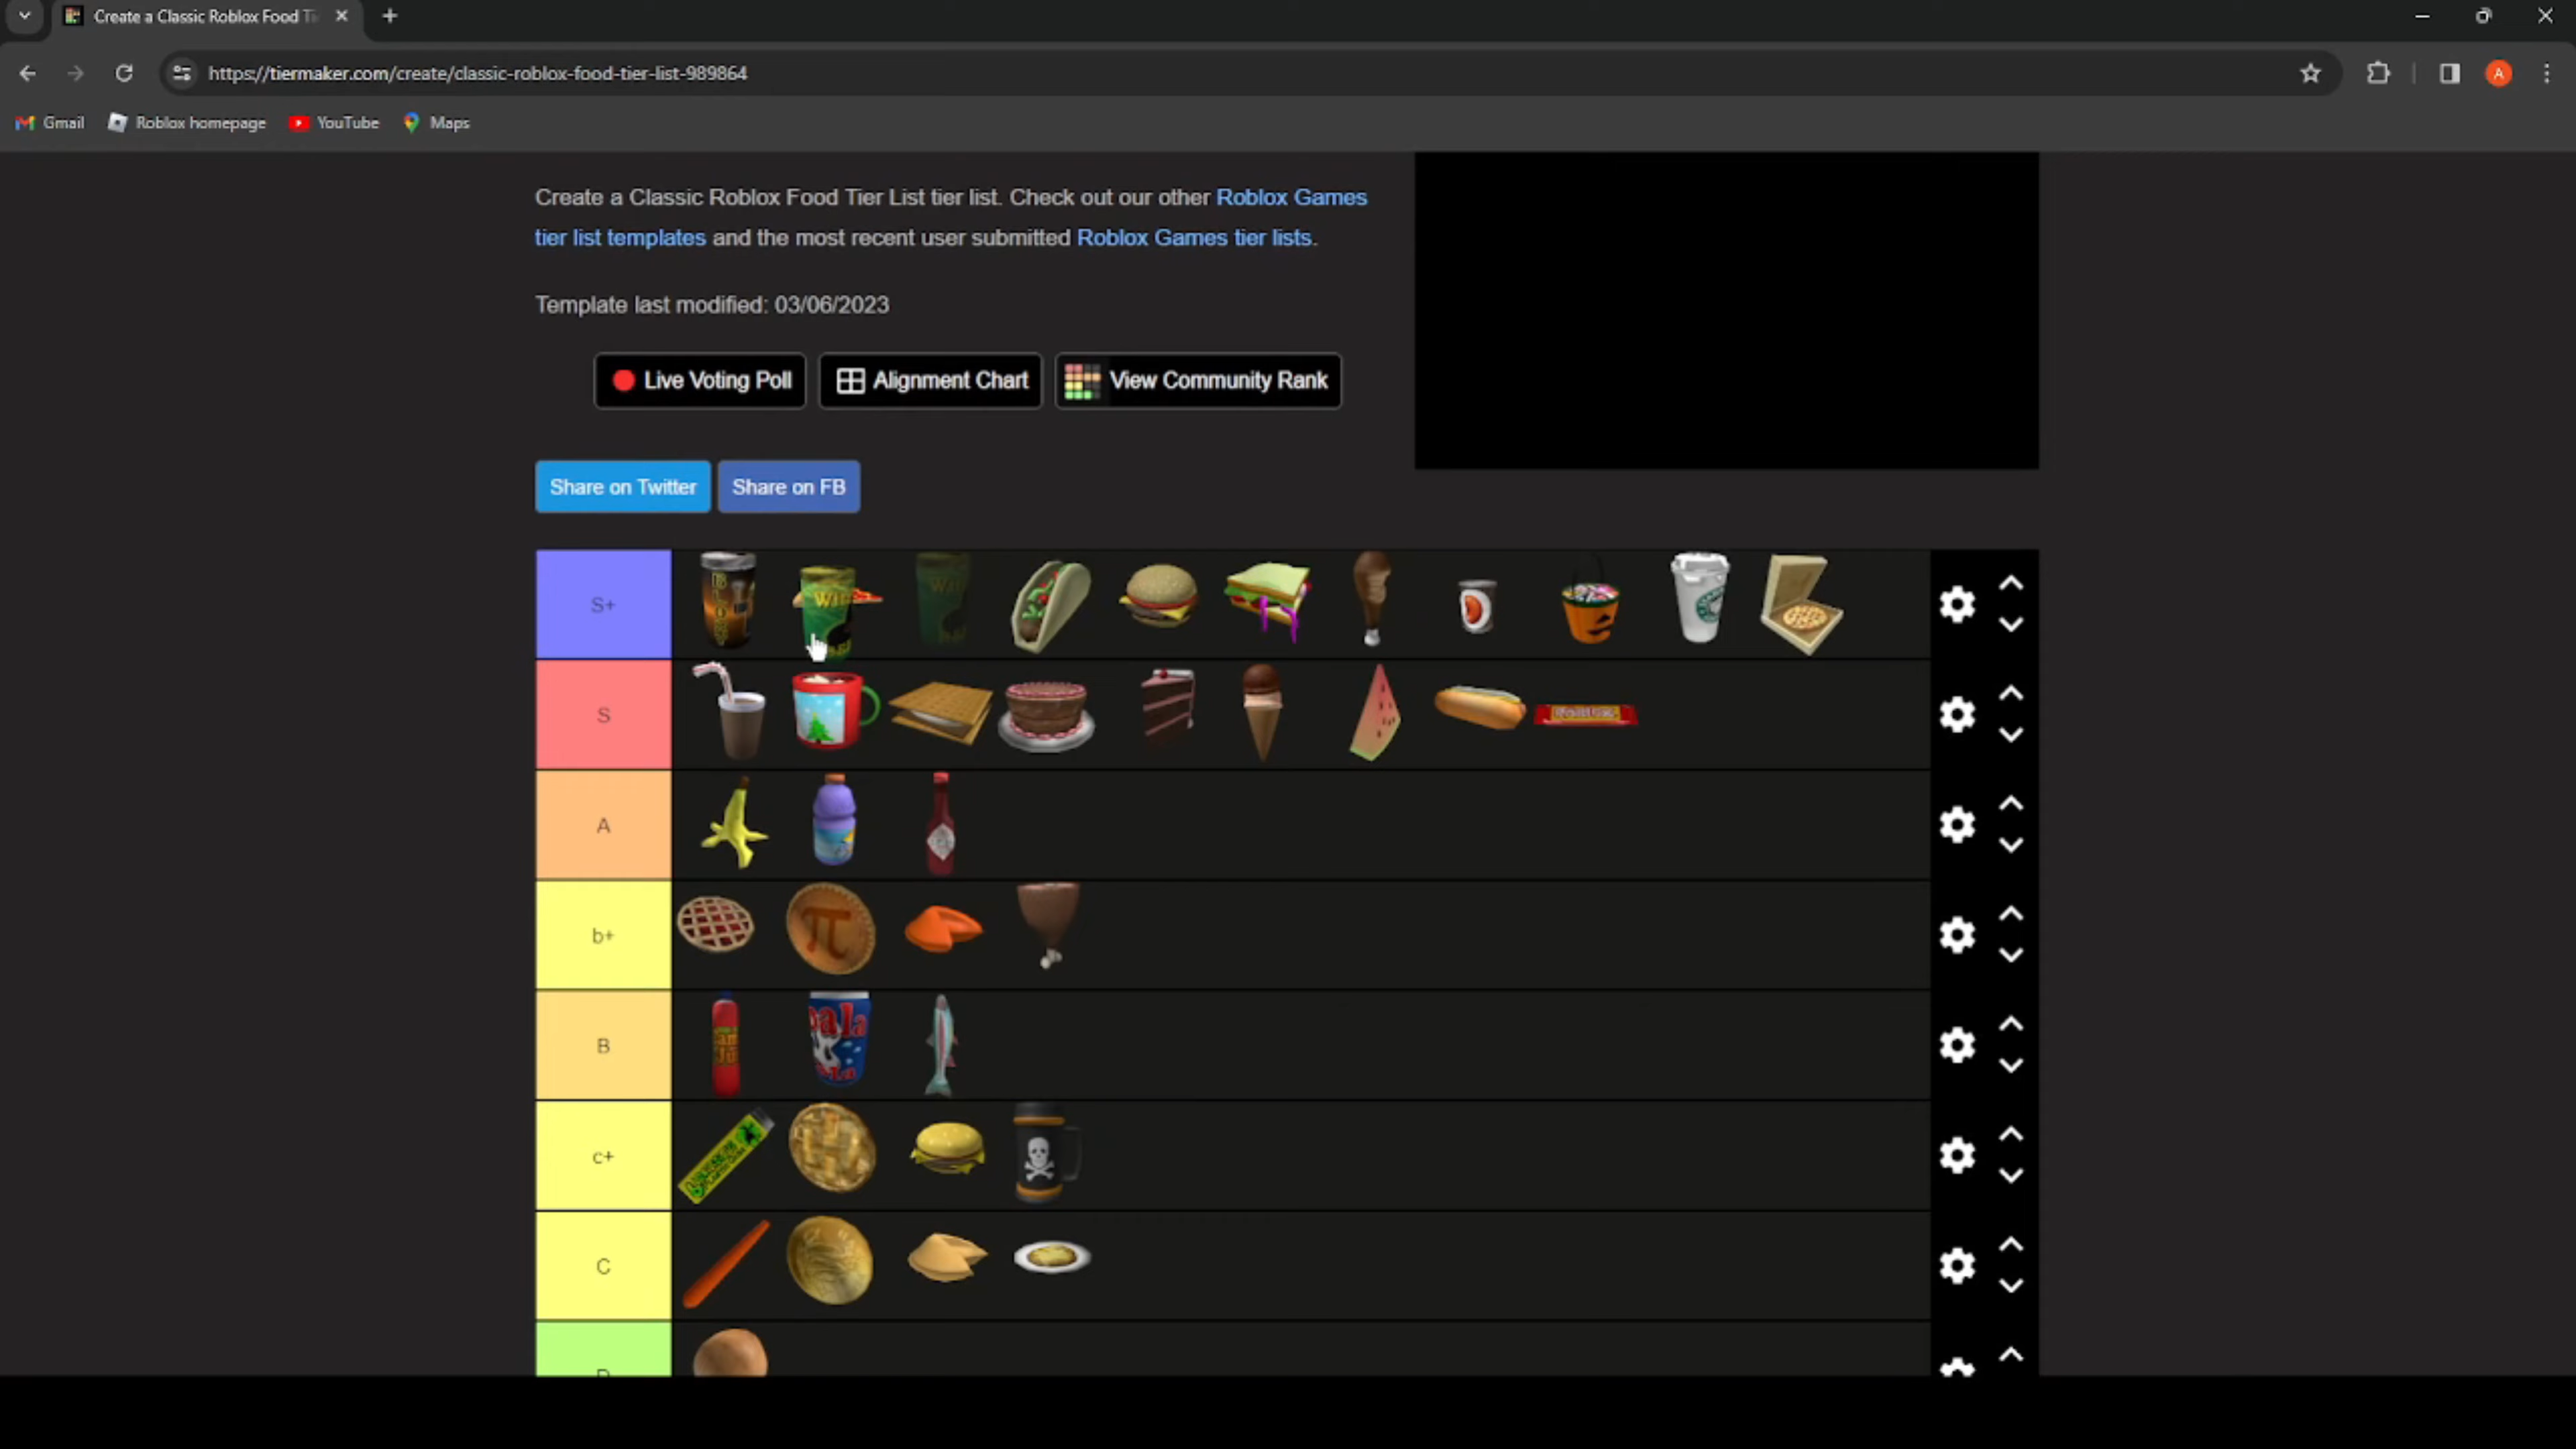 Create a Classic Roblox Food Ti
https://tiermaker.com/create/classic-roblox-food-tier-list-989864
A
Gmail
Roblox homepage
YouTube
Maps
Create a Classic Roblox Food Tier List tier list. Check out our other Roblox Games
tier list templates and the most recent user submitted Roblox Games tier lists.
Template last modified: 03/06/2023
Live Voting Poll
Alignment Chart
View Community Rank
Share on Twitter
Share on FB
S+
S
A
b+
B
c+
C